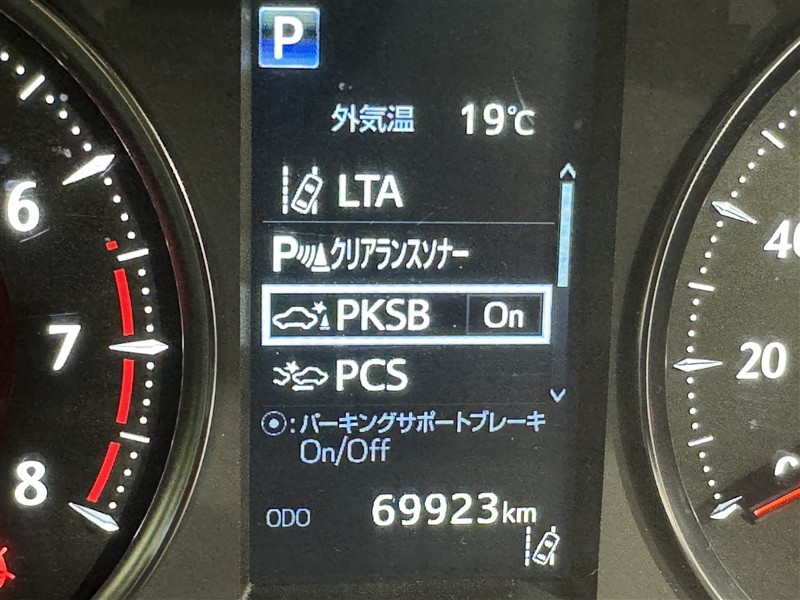 P
外気温 19℃
LTA
Pクリアランスソナー
PKSB On
PCS
⦿:パーキングサポートブレーキ
On/Off
ODO 69923km
6
7
8
40
20
0